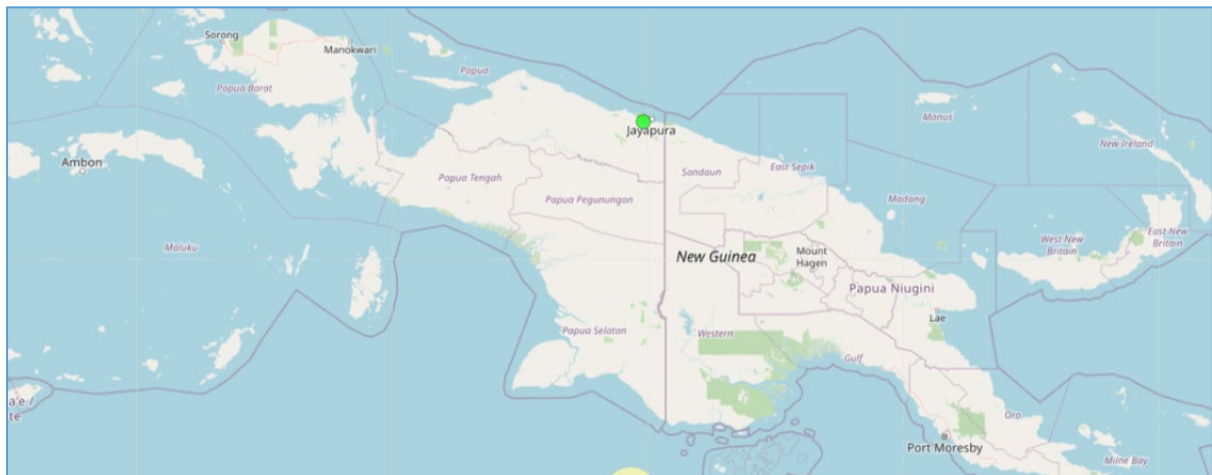 Sorong
Manokwari
Papua Barat
Papua
Manus
New Ireland
Jayapura
Ambon
Papua Tengah
Sandaun
East Sepik
Papua Pegunungan
Madang
Maluku
New Guinea
Mount
Hagen
West New
Britain
East New
Britain
Papua Niugini
Papua Selatan
Western
Lae
Gulf
a'e /
te
Oro
Port Moresby
Milne Bay